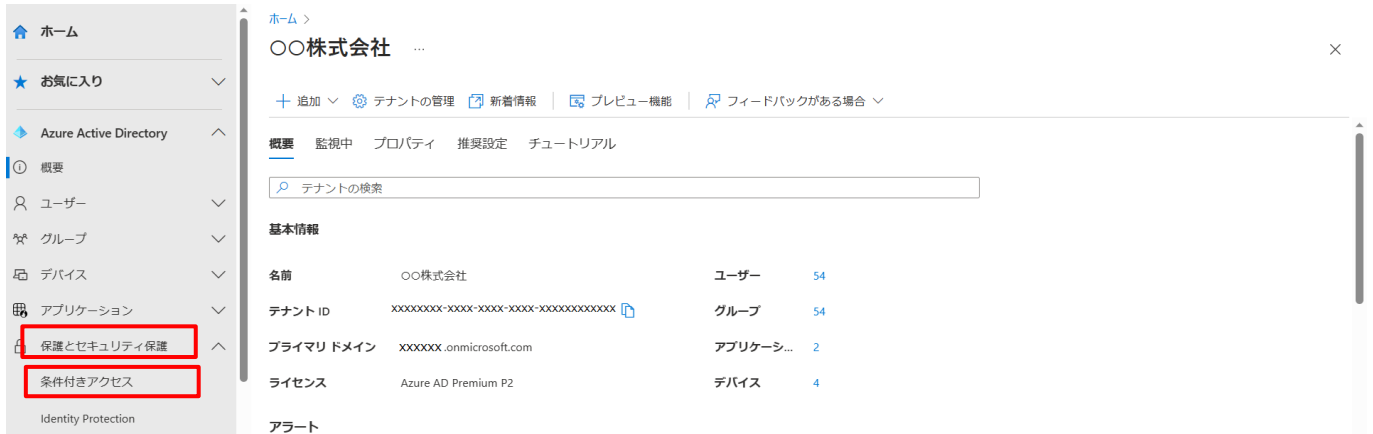 ホーム
お気に入り
Azure Active Directory
概要
ユーザー
グループ
デバイス
アプリケーション
保護とセキュリティ保護
条件付きアクセス
Identity Protection
ホーム >
○○株式会社 …
追加 テナントの管理 新着情報 プレビュー機能 フィードバックがある場合
概要 監視中 プロパティ 推奨設定 チュートリアル
テナントの検索
基本情報
名前 ○○株式会社 ユーザー 54
テナント ID xxxxxxxx-xxxx-xxxx-xxxx-xxxxxxxxxxxx グループ 54
プライマリ ドメイン xxxxxx .onmicrosoft.com アプリケーシ... 2
ライセンス Azure AD Premium P2 デバイス 4
アラート